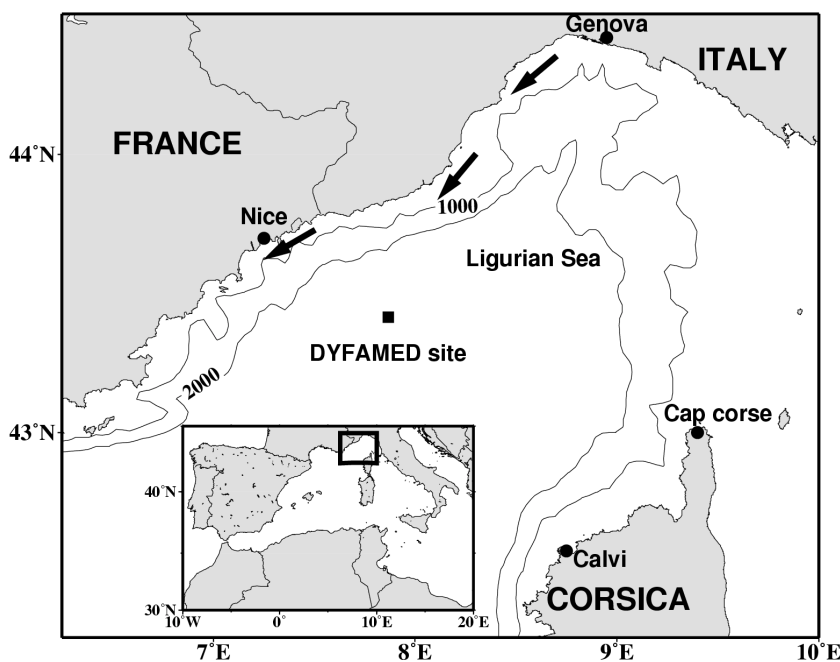 Genova
ITALY
FRANCE
44°N
1000
Nice
Ligurian Sea
DYFAMED site
2000
Cap corse
43°N
40°N
Calvi
CORSICA
30°N
10°W
0°
10°E
20°E
7°E
8°E
9°E
10°E